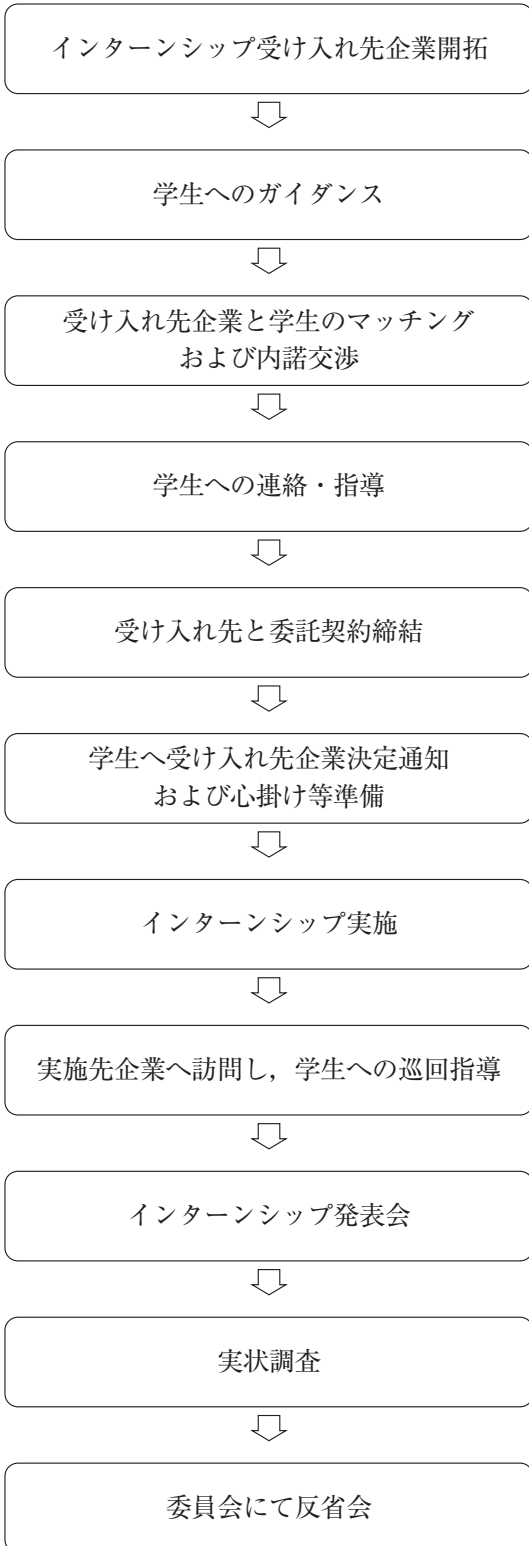 インターンシップ受け入れ先企業開拓
学生へのガイダンス
受け入れ先企業と学生のマッチング
および内諾交渉
学生への連絡・指導
受け入れ先と委託契約締結
学生へ受け入れ先企業決定通知
および心掛け等準備
インターンシップ実施
実施先企業へ訪問し，学生への巡回指導
インターンシップ発表会
実状調査
委員会にて反省会